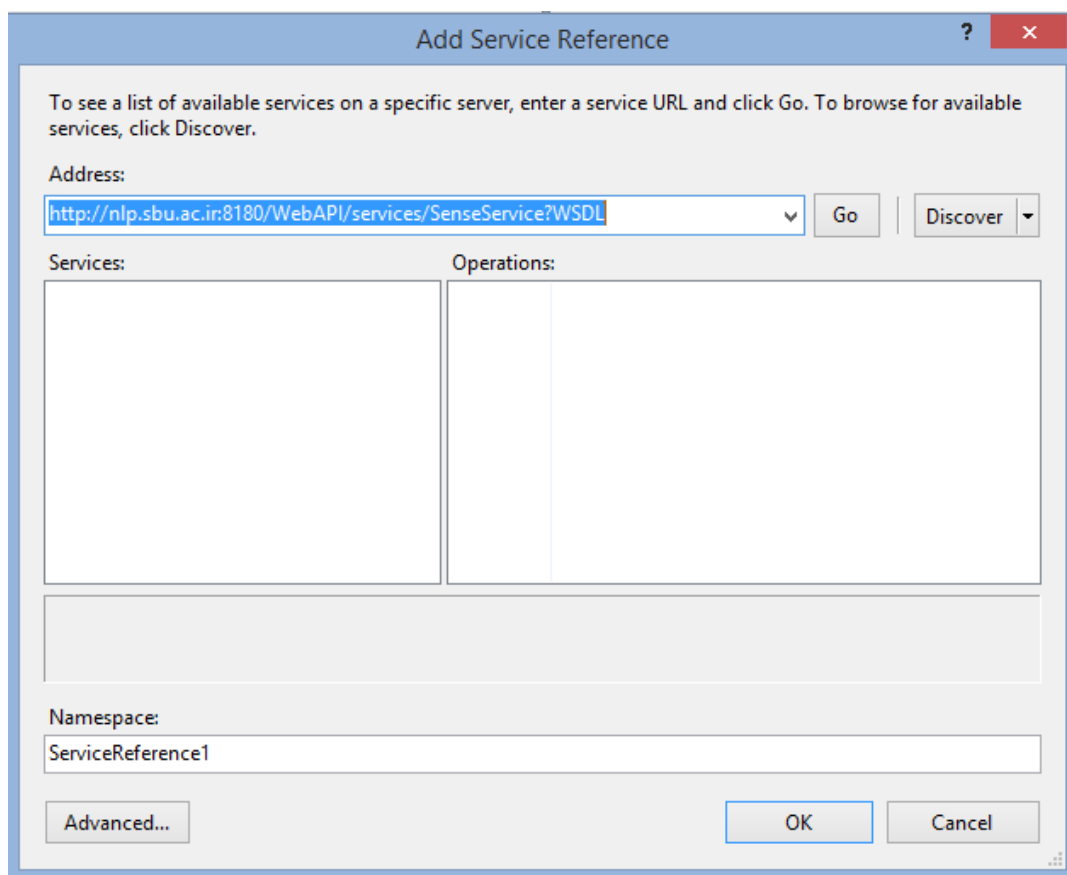 Add Service Reference
?
To see a list of available services on a specific server, enter a service URL and click Go. To browse for available
services, click Discover.
Address:
http://nlp.sbu.ac.ir:8180/WebAPI/services/SenseService?WSDL
Go
Discover
Services:
Operations:
Namespace:
ServiceReference1
Advanced...
OK
Cancel